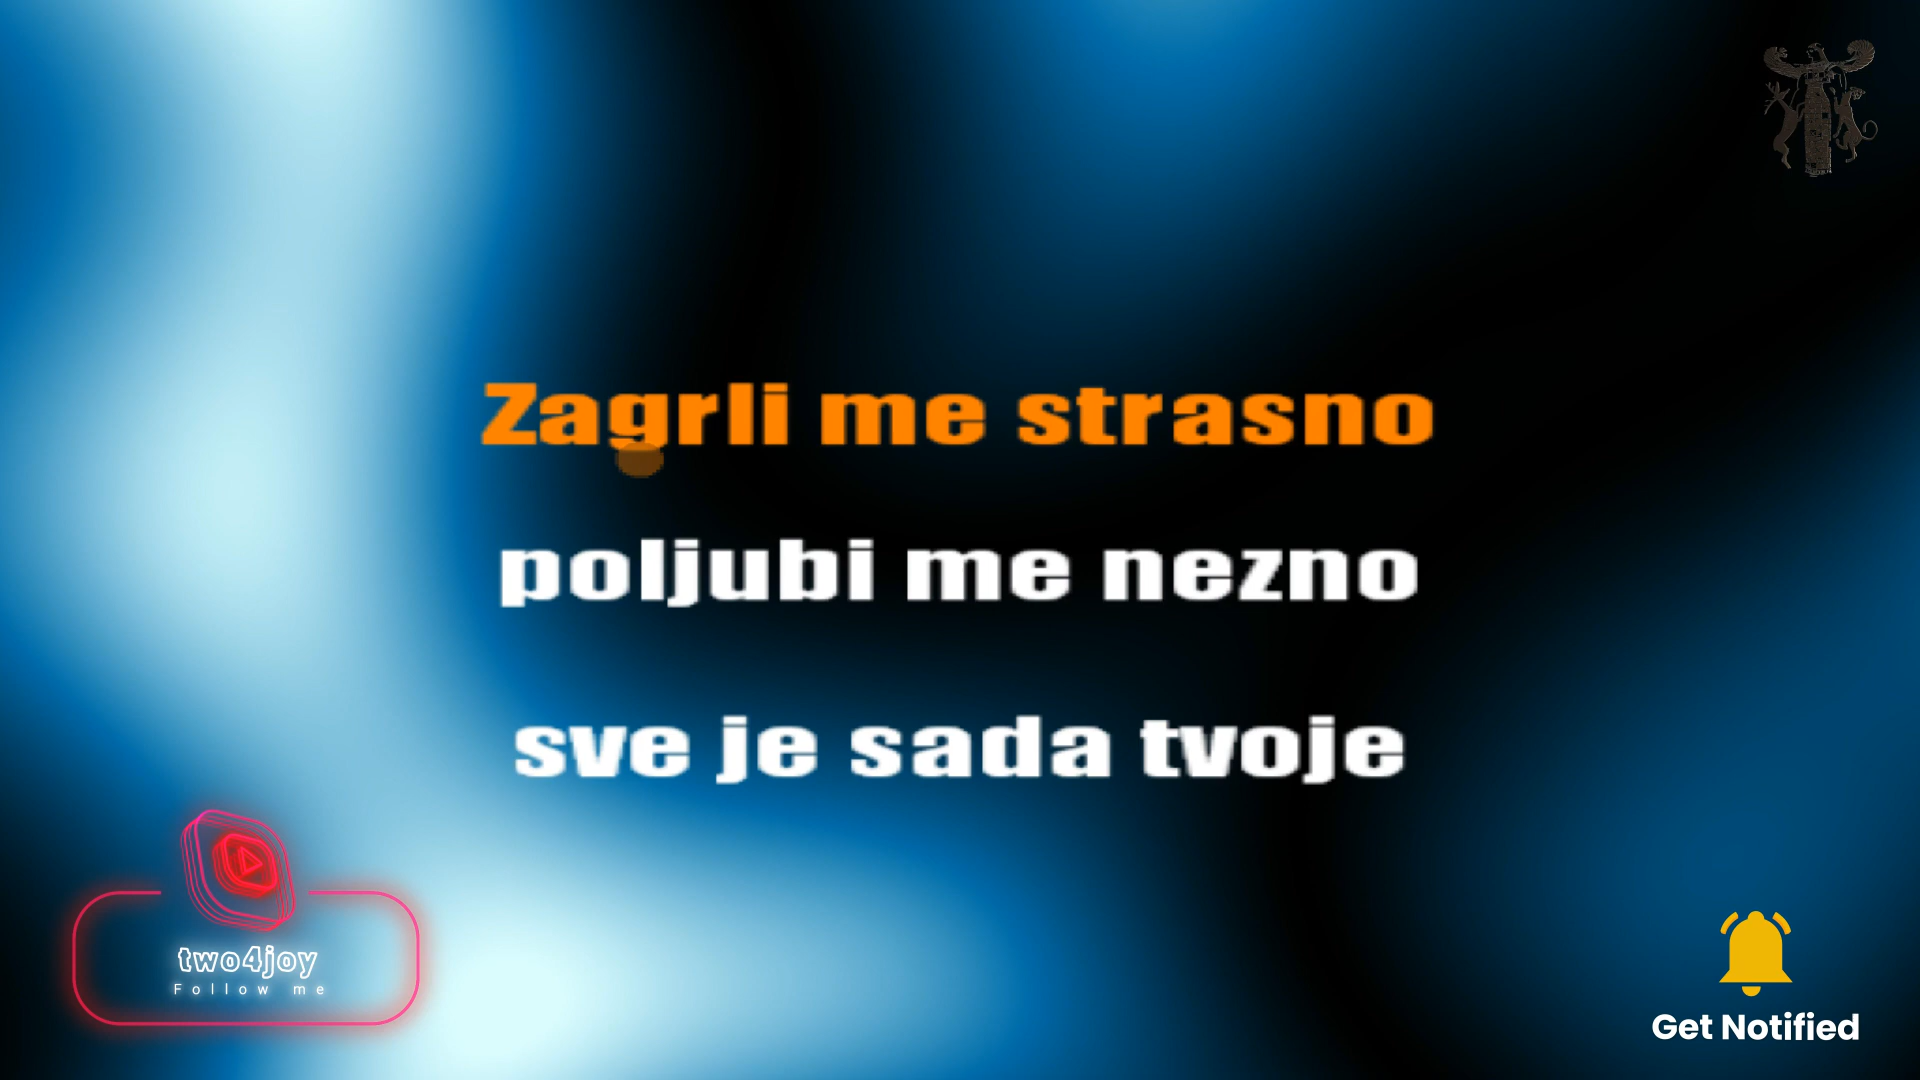 Zagrli me strasno
poljubi me nezno
sve je sada tvoje
two4joy
Follow me
Get Notified